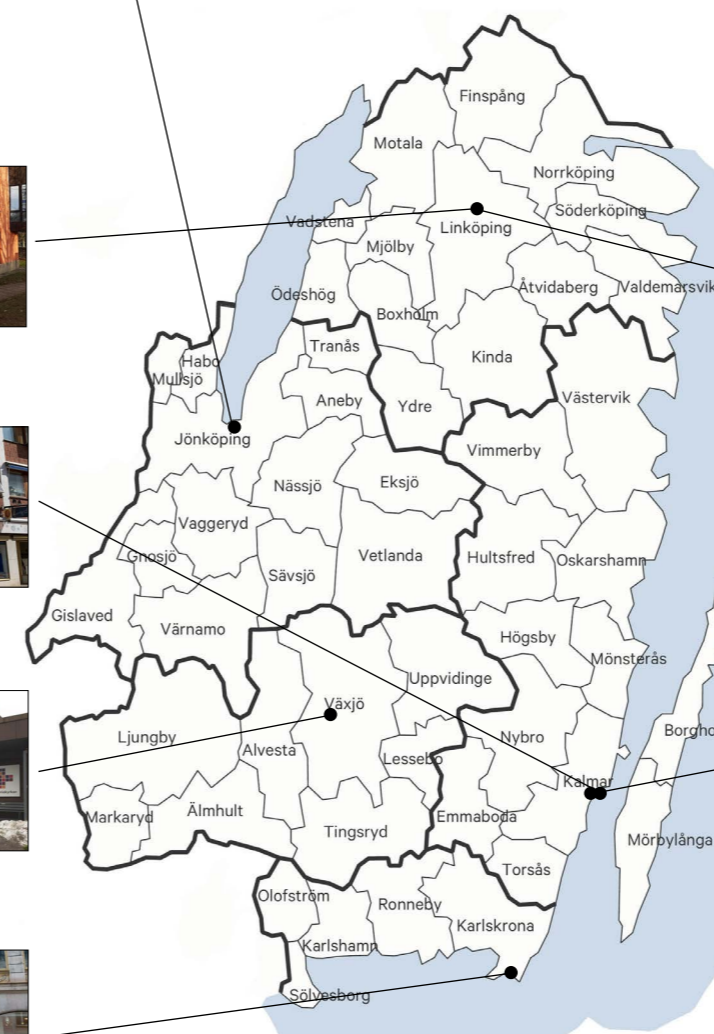 Finspång
Motala
Norrköping
Söderköping
Vadstena
Linköping
Mjölby
Åtvidaberg
Valdemarsvik
Ödeshög
Boxholm
Tranås
Kinda
Habo
Mullsjö
Aneby
Ydre
Västervik
Jönköping
Vimmerby
Nässjö
Eksjö
Vaggeryd
Gnosjö
Vetlanda
Hultsfred
Oskarshamn
Sävsjö
Gislaved
Värnamo
Högsby
Mönsterås
Uppvidinge
Växjö
Ljungby
Alvesta
Nybro
Borgho
Lessebo
Kalmar
Markaryd
Älmhult
Emmaboda
Tingsryd
Mörbylånga
Torsås
Olofström
Ronneby
Karlskrona
Karlshamn
Sölvesborg